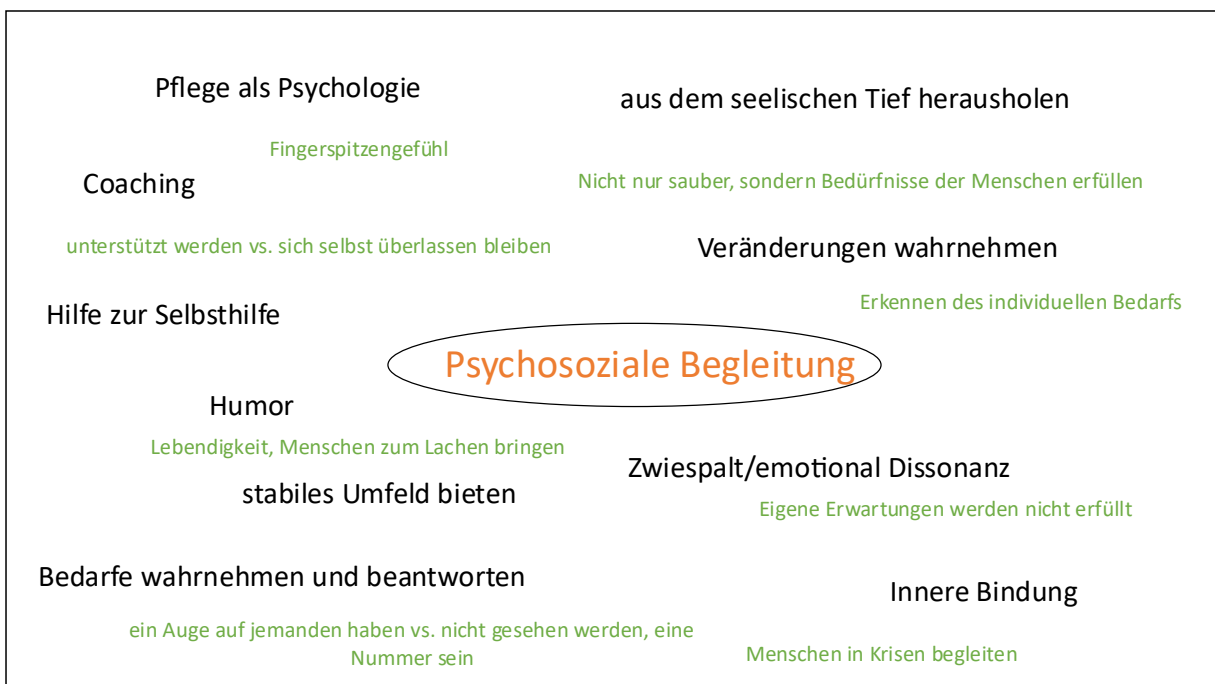 Pflege als Psychologie
aus dem seelischen Tief herausholen
Fingerspitzengefühl
Coaching
Nicht nur sauber, sondern Bedürfnisse der Menschen erfüllen
unterstützt werden vs. sich selbst überlassen bleiben
Veränderungen wahrnehmen
Erkennen des individuellen Bedarfs
Hilfe zur Selbsthilfe
Psychosoziale Begleitung
Humor
Lebendigkeit, Menschen zum Lachen bringen
Zwiespalt/emotional Dissonanz
stabiles Umfeld bieten
Eigene Erwartungen werden nicht erfüllt
Bedarfe wahrnehmen und beantworten
Innere Bindung
ein Auge auf jemanden haben vs. nicht gesehen werden, eine
Nummer sein
Menschen in Krisen begleiten